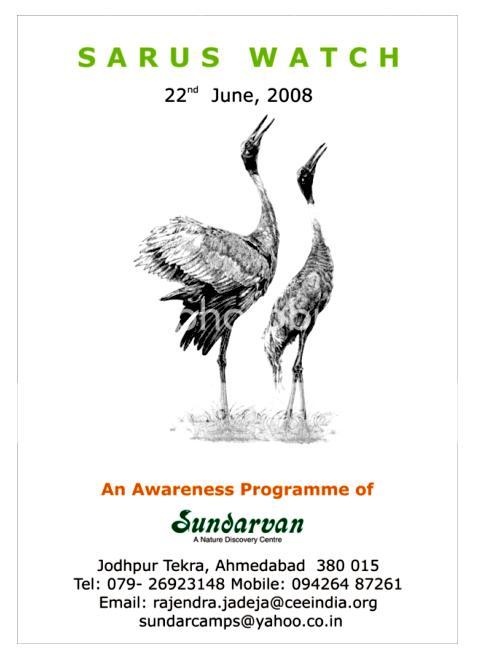 SARUS WATCH
22nd June, 2008
An Awareness Programme of
Sundarvan
A Nature Discovery Centre
Jodhpur Tekra, Ahmedabad 380 015
Tel: 079- 26923148 Mobile: 094264 87261
Email: rajendra.jadeja@ceeindia.org
sundarcamps@yahoo.co.in